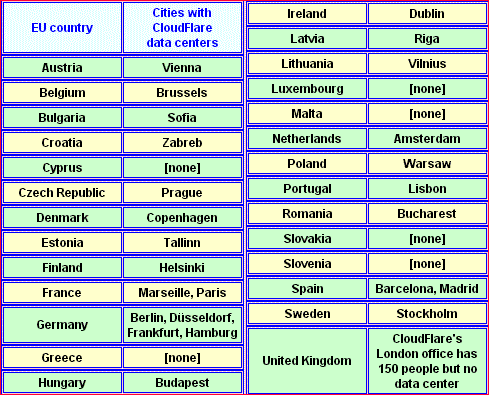 EU country
Cities with
CloudFlare
data centers
Austria Vienna
Belgium Brussels
Bulgaria Sofia
Croatia Zabreb
Cyprus [none]
Czech Republic Prague
Denmark Copenhagen
Estonia Tallinn
Finland Helsinki
France Marseille, Paris
Germany Berlin, Düsseldorf,
Frankfurt, Hamburg
Greece [none]
Hungary Budapest
Ireland Dublin
Latvia Riga
Lithuania Vilnius
Luxembourg [none]
Malta [none]
Netherlands Amsterdam
Poland Warsaw
Portugal Lisbon
Romania Bucharest
Slovakia [none]
Slovenia [none]
Spain Barcelona, Madrid
Sweden Stockholm
United Kingdom CloudFlare's
London office has
150 people but no
data center